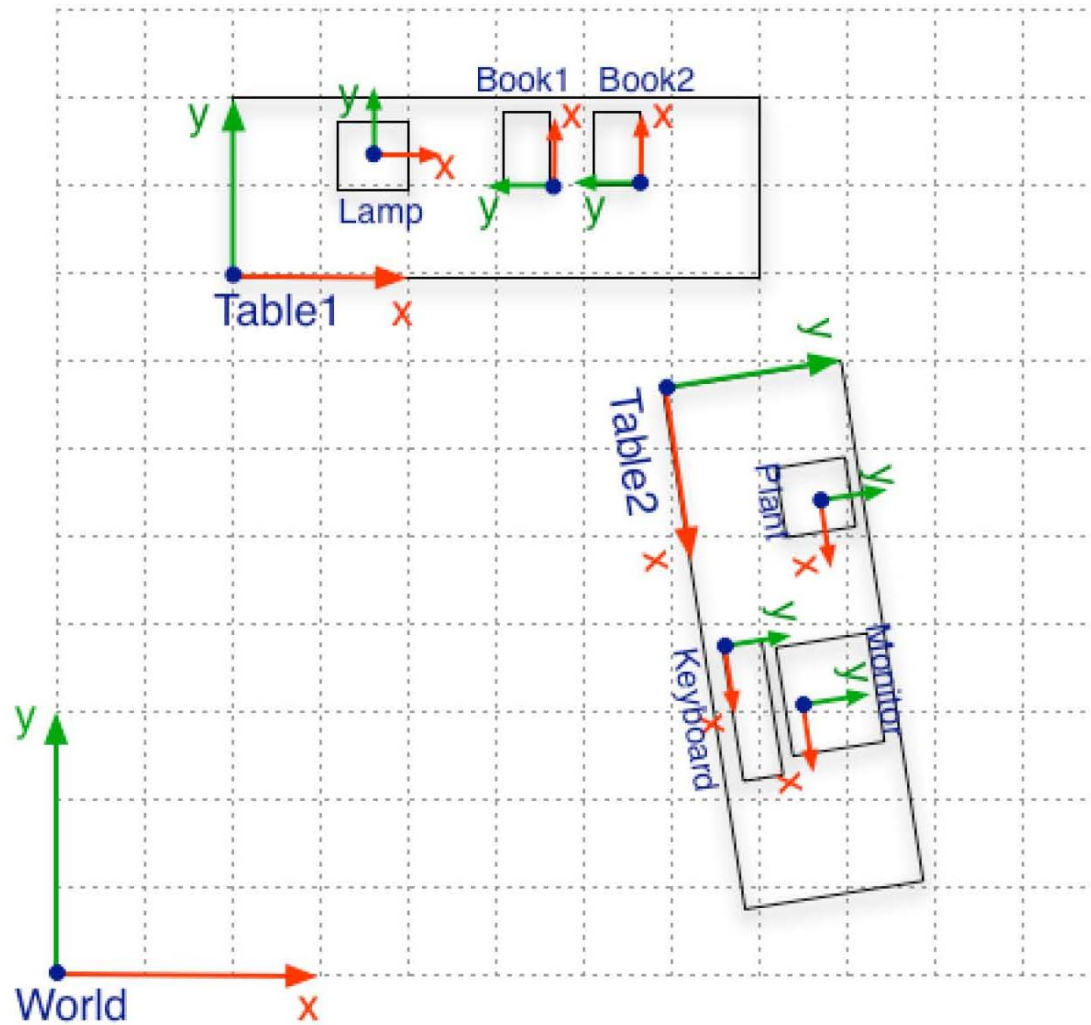 Book1 Book2
y
y
x
x
x
Lamp
y
y
Table1
x
y
Table2
x
Plant
y
x
y
Keyboard
x
y
Monitor
x
y
World
x